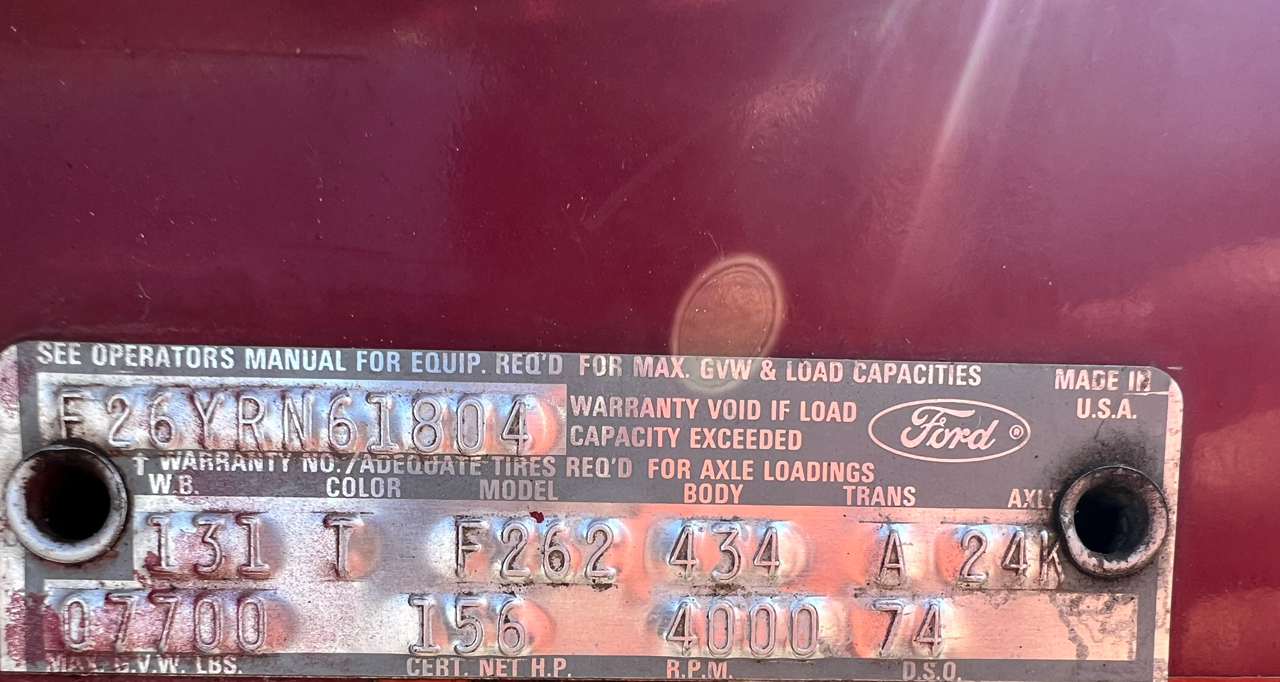 SEE OPERATORS MANUAL FOR EQUIP. REQ'D FOR MAX. GVW & LOAD CAPACITIES
MADE IN
U.S.A.
F26YRN61804
WARRANTY VOID IF LOAD
CAPACITY EXCEEDED
Ford ®
↑ WARRANTY NO./ADEQUATE TIRES REQ'D FOR AXLE LOADINGS
W.B. COLOR MODEL BODY TRANS
131 T F262 434 A 24K
07700 156 4000 74
MAX. G.V.W. LBS. CERT. NET H.P. R.P.M. D.S.O.